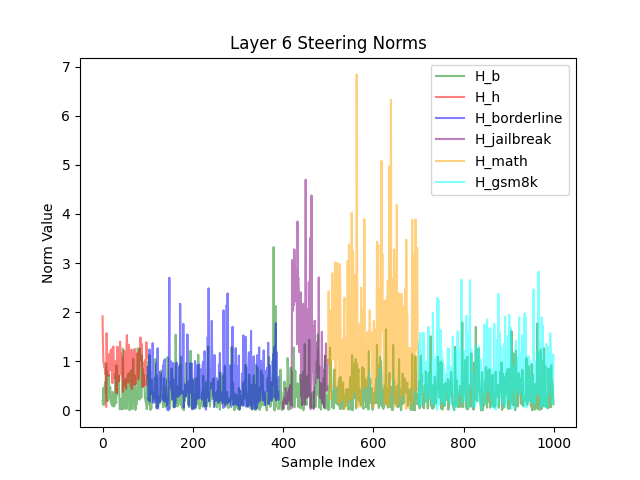 Layer 6 Steering Norms
7
6
5
4
3
2
1
0
Norm Value
0
200
400
600
800
1000
Sample Index
H_b
H_h
H_borderline
H_jailbreak
H_math
H_gsm8k